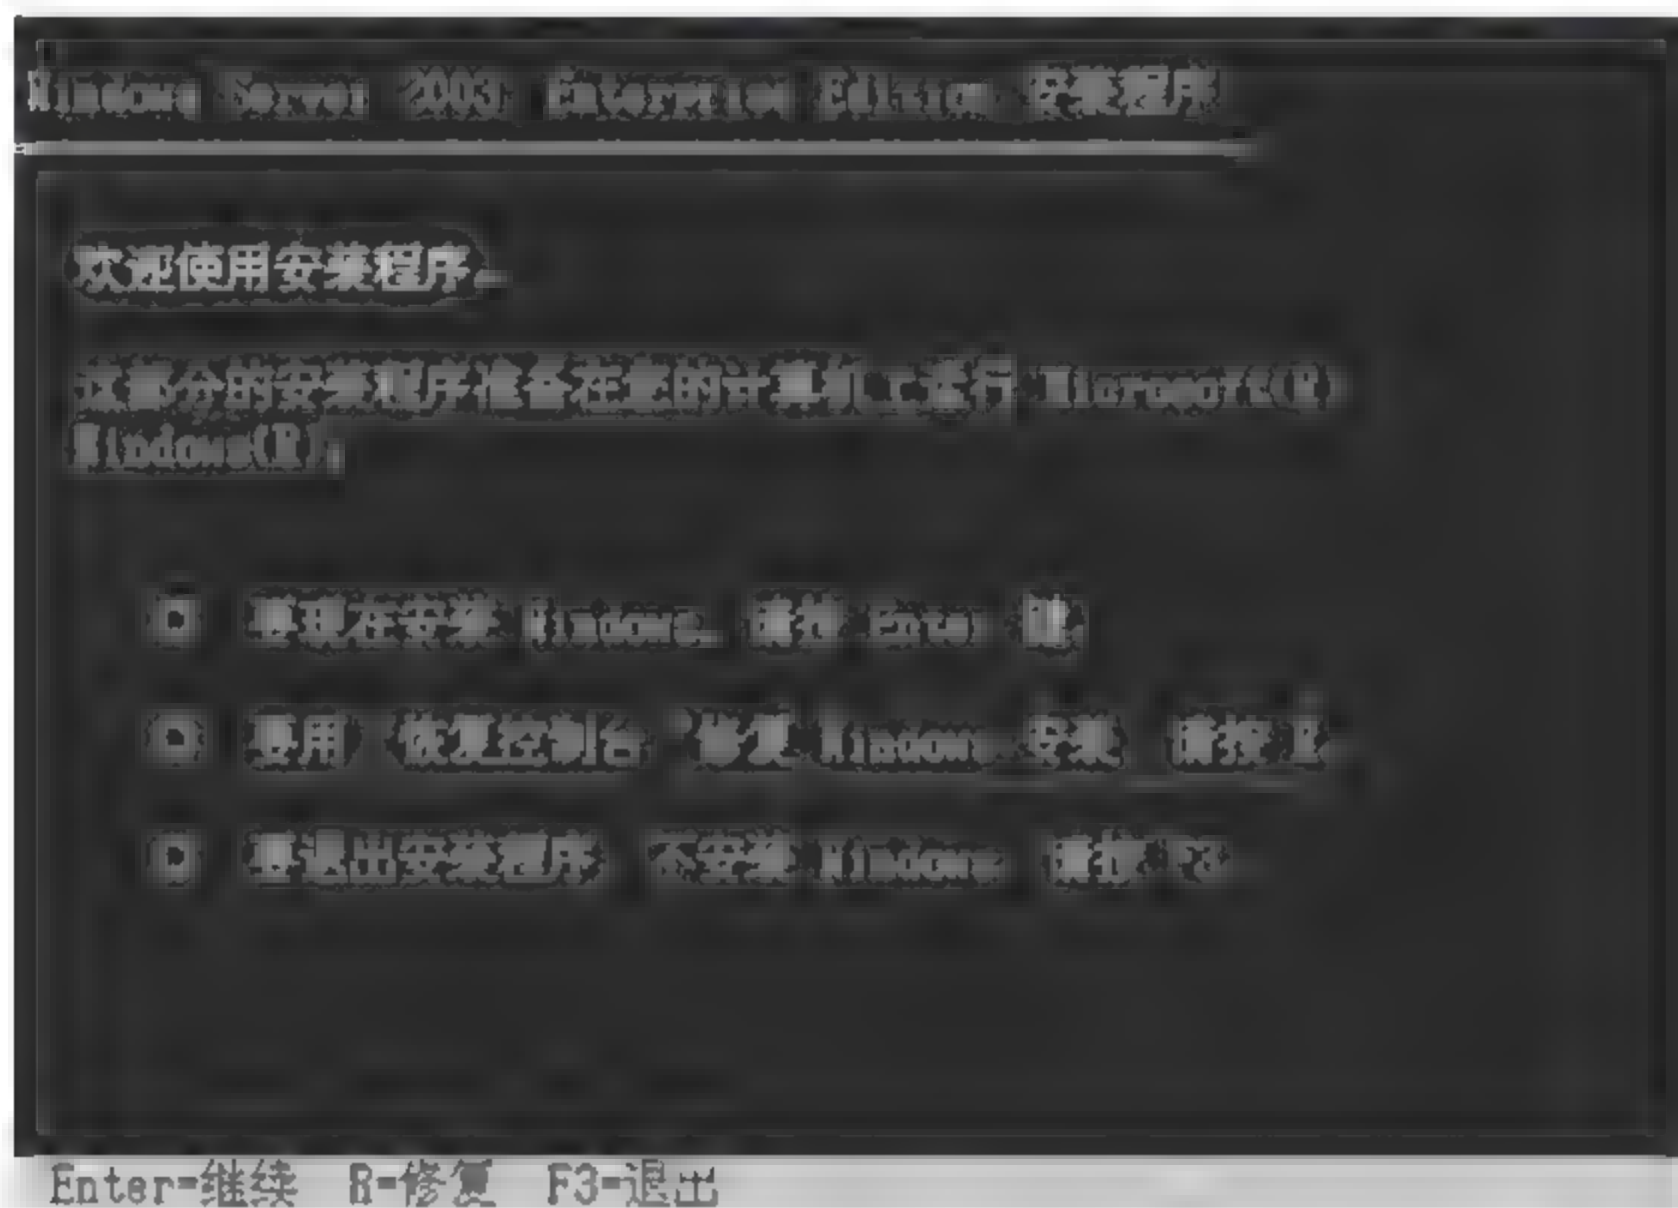 Windows Server 2003, Enterprise Edition 安装程序
欢迎使用安装程序。
这部分的安装程序准备在您的计算机上运行 Microsoft(R)
Windows(R)。
要现在安装 Windows，请按 Enter 键。
要用“恢复控制台”修复 Windows 安装，请按 R
要退出安装程序，不安装 Windows，请按 F3
Enter=继续 R=修复 F3=退出